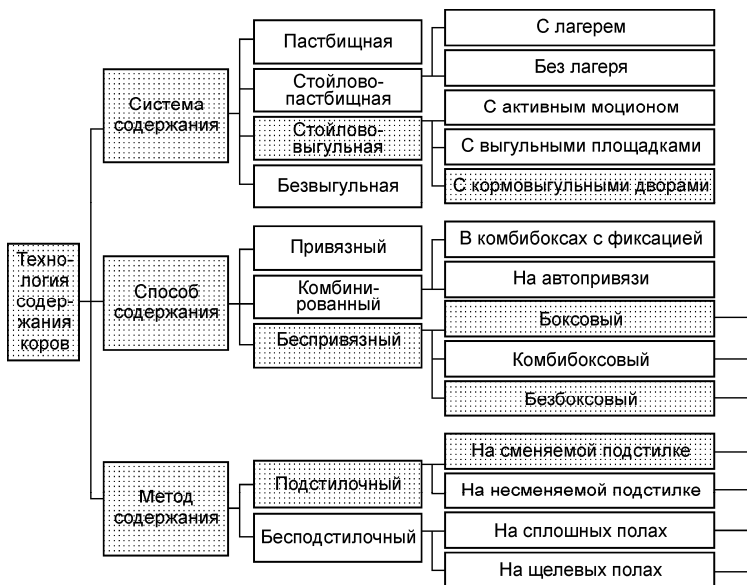 Техно-
логия
содер-
жания
коров
Система
содержания
Пастбищная
Стойлово-
пастбищная
С лагерем
Без лагеря
Стойлово-
выгульная
С активным моционом
С выгульными площадками
С кормовыгульными дворами
Безвыгульная
Способ
содержания
Привязный
Комбини-
рованный
В комбибоксах с фиксацией
На автопривязи
Беспривязный
Боксовый
Комбибоксовый
Безбоксовый
Метод
содержания
Подстилочный
На сменяемой подстилке
На несменяемой подстилке
Бесподстилочный
На сплошных полах
На щелевых полах